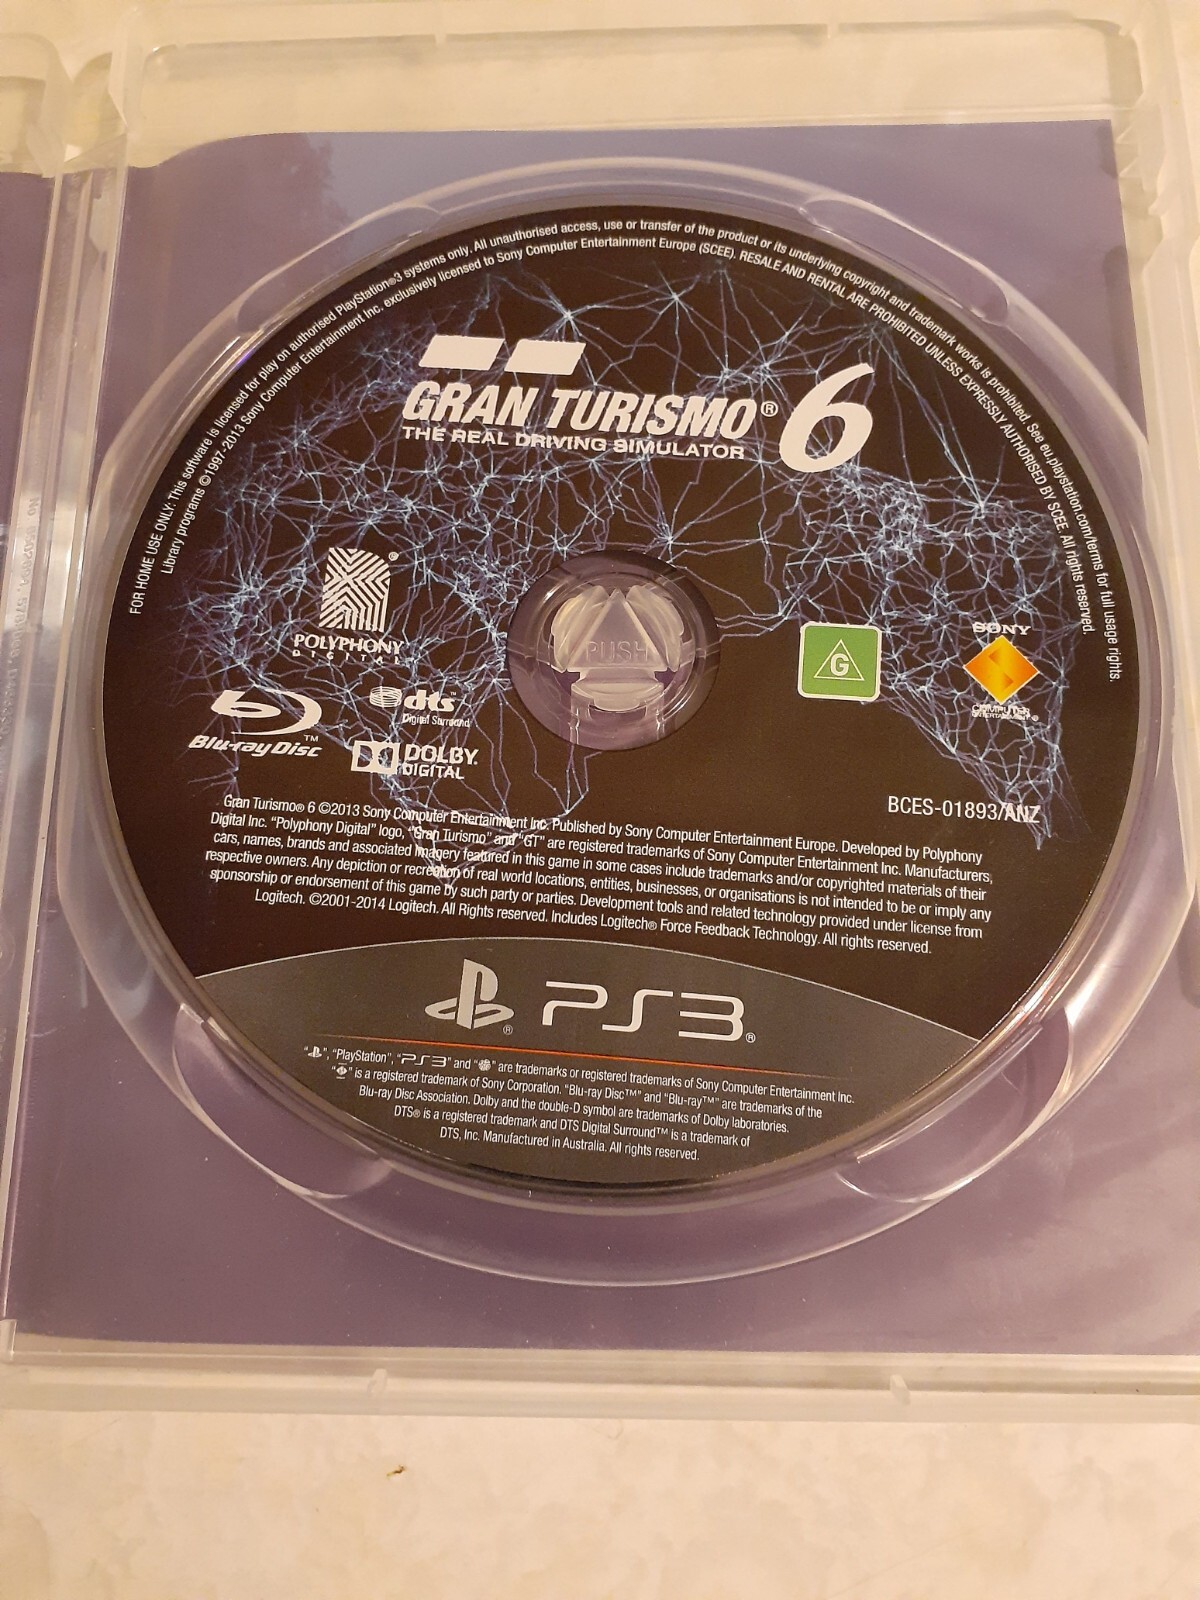 FOR HOME USE ONLY: This software is licensed for play on authorised PlayStation®3 systems only. All unauthorised access, use or transfer of the product or its underlying copyright and trademark works is prohibited. See eu.playstation.com/terms for full usage rights.
Library programs ©1997-2013 Sony Computer Entertainment Inc. exclusively licensed to Sony Computer Entertainment Europe (SCEE). RESALE AND RENTAL ARE PROHIBITED UNLESS EXPRESSLY AUTHORISED BY SCEE. All rights reserved.
GRAN TURISMO® 6
THE REAL DRIVING SIMULATOR
POLYPHONY
DIGITAL
PUSH
G
SONY
COMPUTER
ENTERTAINMENT®
Blu-ray Disc™
dts™
Digital Surround
DOLBY.
DIGITAL
BCES-01893/ANZ
Gran Turismo® 6 ©2013 Sony Computer Entertainment Inc. Published by Sony Computer Entertainment Europe. Developed by Polyphony
Digital Inc. "Polyphony Digital" logo, "Gran Turismo" and "GT" are registered trademarks of Sony Computer Entertainment Inc. Manufacturers,
cars, names, brands and associated imagery featured in this game in some cases include trademarks and/or copyrighted materials of their
respective owners. Any depiction or recreation of real world locations, entities, businesses, or organisations is not intended to be or imply any
sponsorship or endorsement of this game by such party or parties. Development tools and related technology provided under license from
Logitech. ©2001-2014 Logitech. All Rights reserved. Includes Logitech® Force Feedback Technology. All rights reserved.
PS3®
" ", "PlayStation", "PS3" and " " are trademarks or registered trademarks of Sony Computer Entertainment Inc.
" " is a registered trademark of Sony Corporation. "Blu-ray Disc™" and "Blu-ray™" are trademarks of the
Blu-ray Disc Association. Dolby and the double-D symbol are trademarks of Dolby laboratories.
DTS® is a registered trademark and DTS Digital Surround™ is a trademark of
DTS, Inc. Manufactured in Australia. All rights reserved.